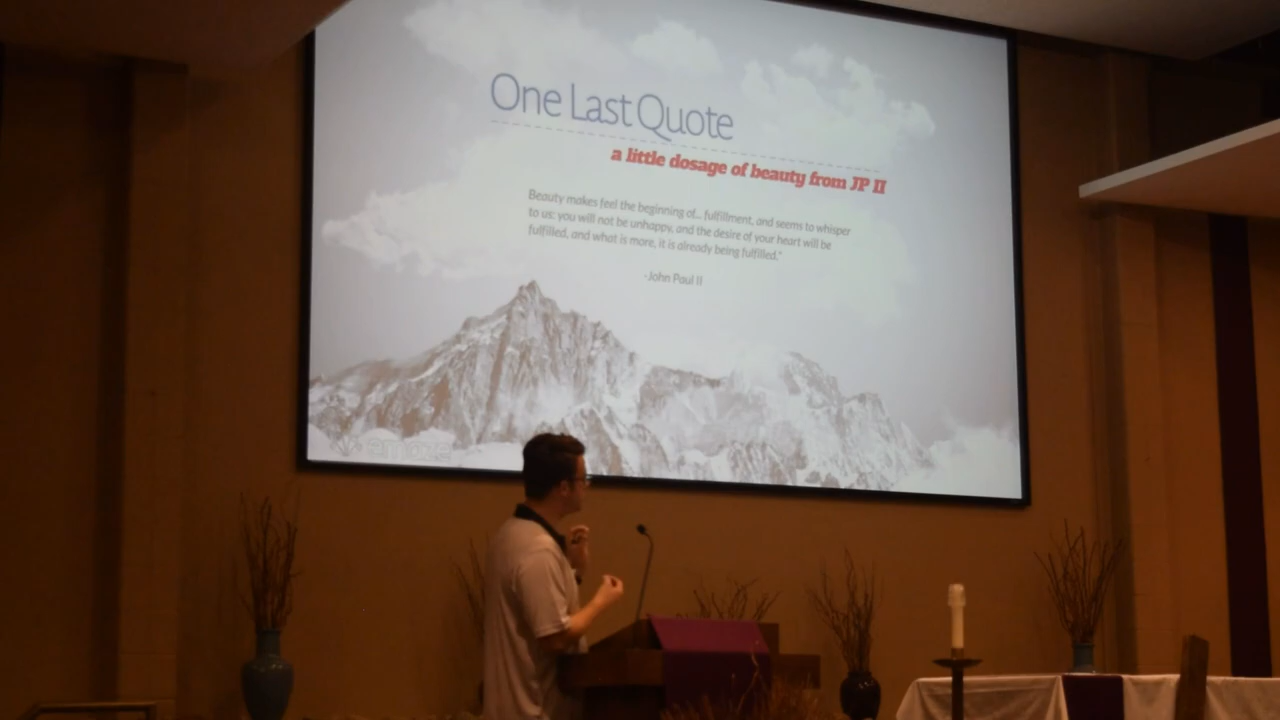 One Last Quote
a little dosage of beauty from JP II
Beauty makes feel the beginning of... fulfillment, and seems to whisper
to us: you will not be unhappy, and the desire of your heart will be
fulfilled, and what is more, it is already being fulfilled."
-John Paul II
emaze